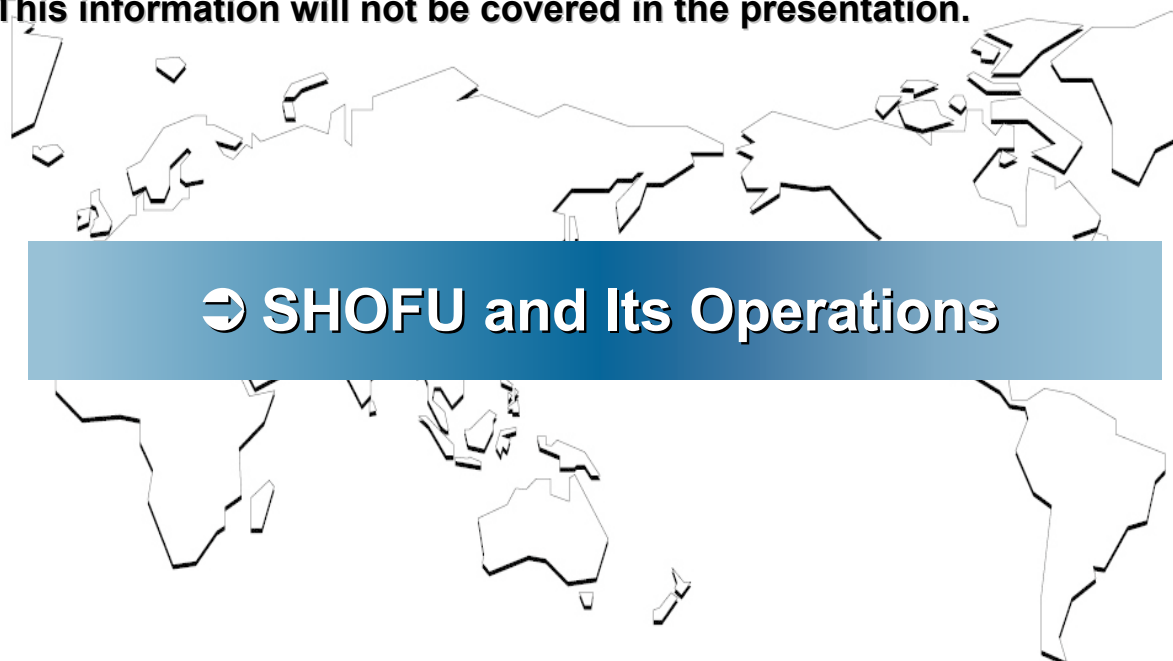 This information will not be covered in the presentation.
➲ SHOFU and Its Operations